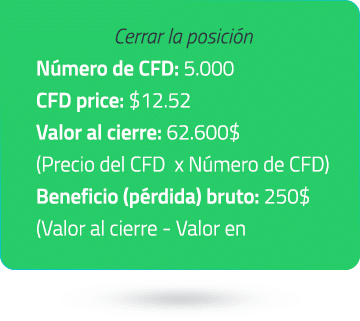 Cerrar la posición
Número de CFD: 5.000
CFD price: $12.52
Valor al cierre: 62.600$
(Precio del CFD x Número de CFD)
Beneficio (pérdida) bruto: 250$
(Valor al cierre - Valor en